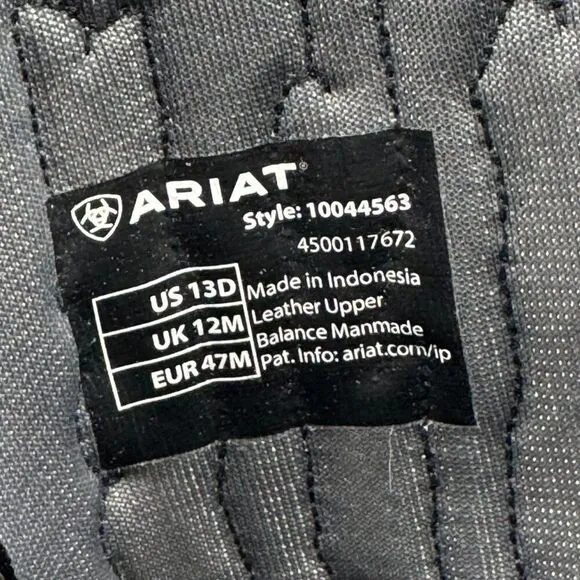 ARIAT®
Style: 10044563
4500117672
US 13D
UK 12M
EUR 47M
Made in Indonesia
Leather Upper
Balance Manmade
Pat. Info: ariat.com/ip